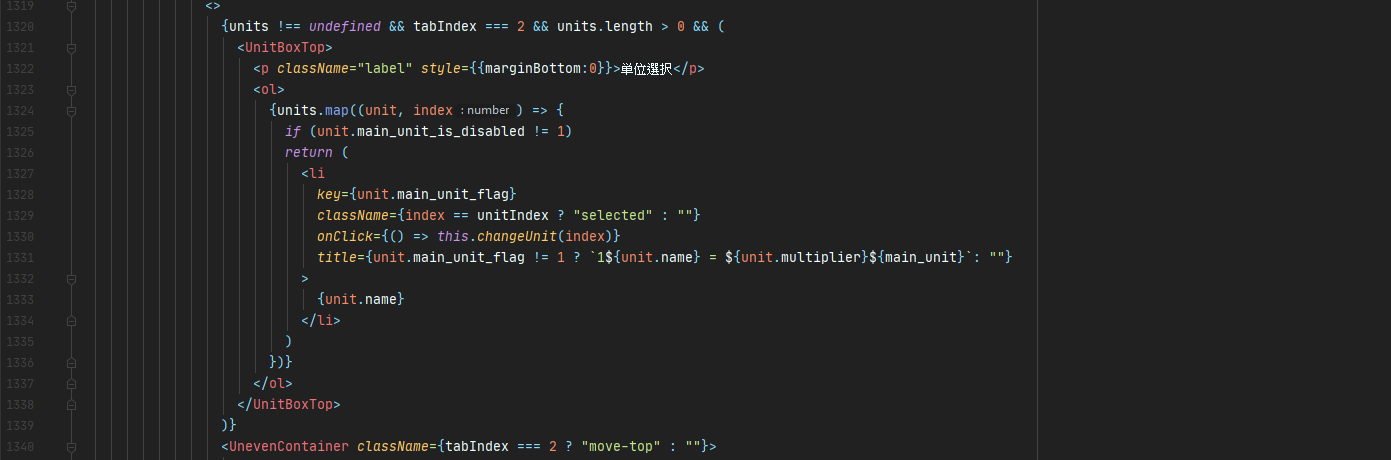 1319 <>
1320 {units !== undefined && tabIndex === 2 && units.length > 0 && (
1321 <UnitBoxTop>
1322 <p className="label" style={{marginBottom:0}}>単位選択</p>
1323 <ol>
1324 {units.map((unit, index : number ) => {
1325 if (unit.main_unit_is_disabled != 1)
1326 return (
1327 <li
1328 key={unit.main_unit_flag}
1329 className={index == unitIndex ? "selected" : ""}
1330 onClick={() => this.changeUnit(index)}
1331 title={unit.main_unit_flag != 1 ? `1${unit.name} = ${unit.multiplier}${main_unit}`: ""}
1332 >
1333 {unit.name}
1334 </li>
1335 )
1336 })}
1337 </ol>
1338 </UnitBoxTop>
1339 )}
1340 <UnevenContainer className={tabIndex === 2 ? "move-top" : ""}>